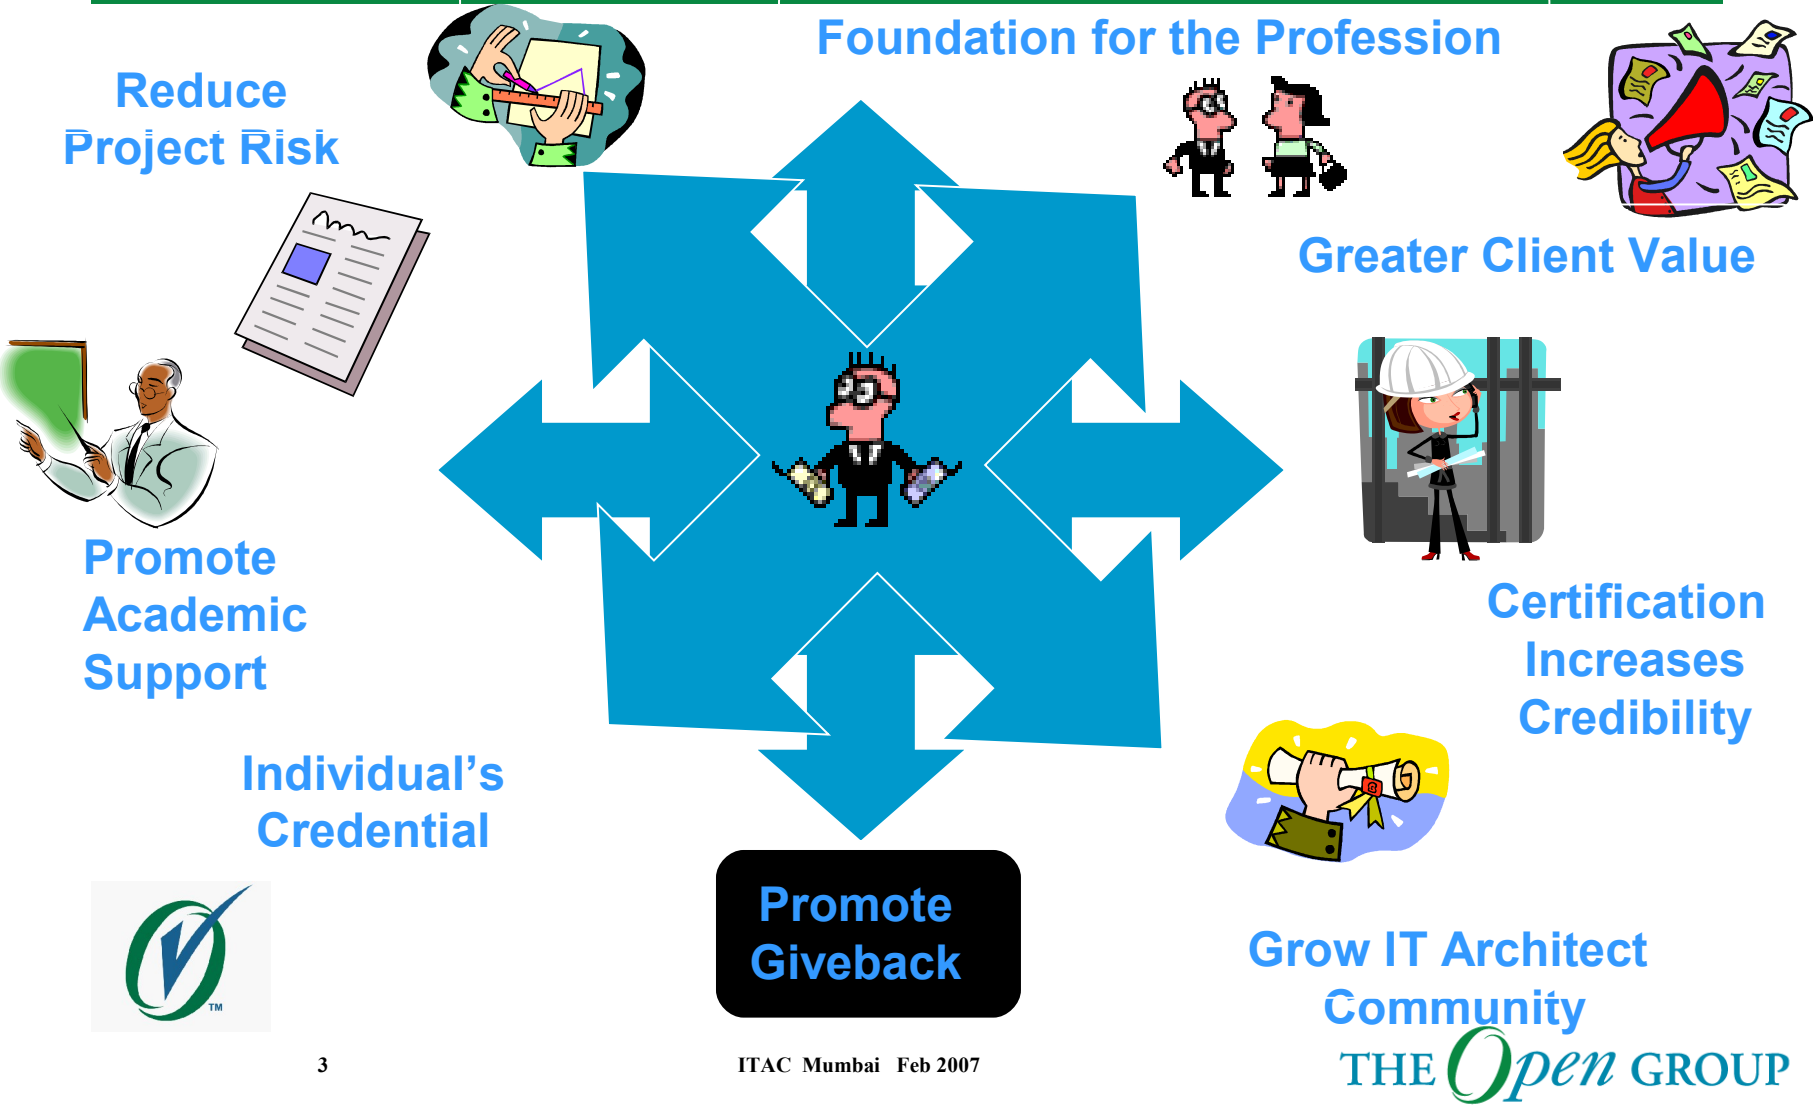 Foundation for the Profession
Reduce
Project Risk
Greater Client Value
Promote
Academic
Support
Certification
Increases
Credibility
Individual’s
Credential
Promote
Giveback
Grow IT Architect
Community
TM
3
ITAC Mumbai Feb 2007
THE Open GROUP